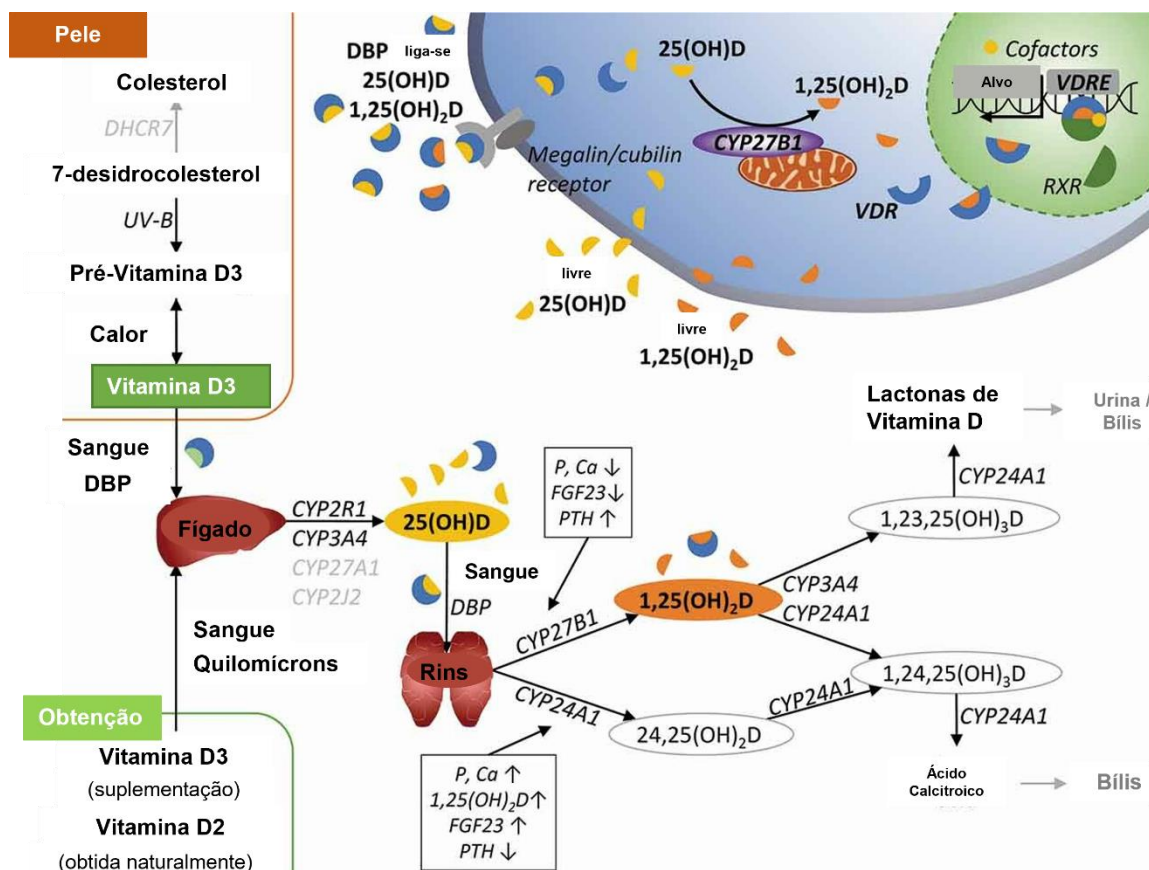 Pele
Colesterol
DHCR7
7-desidrocolesterol
UV-B
Pré-Vitamina D3
Calor
Vitamina D3
Sangue
DBP
Fígado
CYP2R1
CYP3A4
CYP27A1
CYP2J2
Sangue
Quilomícrons
Obtenção
Vitamina D3
(suplementação)
Vitamina D2
(obtida naturalmente)
DBP liga-se
25(OH)D
1,25(OH)₂D
Megalin/cubilin
receptor
25(OH)D
1,25(OH)₂D
CYP27B1
VDR
Cofactors
Alvo
VDRE
RXR
livre
25(OH)D
livre
1,25(OH)₂D
25(OH)D
Sangue
DBP
Rins
P, Ca ↓
FGF23 ↓
PTH ↑
CYP27B1
CYP24A1
P, Ca ↑
1,25(OH)₂D ↑
FGF23 ↑
PTH ↓
1,25(OH)₂D
24,25(OH)₂D
CYP3A4
CYP24A1
CYP24A1
Lactonas de
Vitamina D
Urina /
Bílis
CYP24A1
1,23,25(OH)₃D
1,24,25(OH)₃D
CYP24A1
Ácido
Calcitroico
Bílis